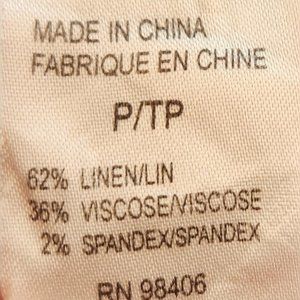 MADE IN CHINA
FABRIQUE EN CHINE
P/TP
62% LINEN/LIN
36% VISCOSE/VISCOSE
2% SPANDEX/SPANDEX
RN 98406